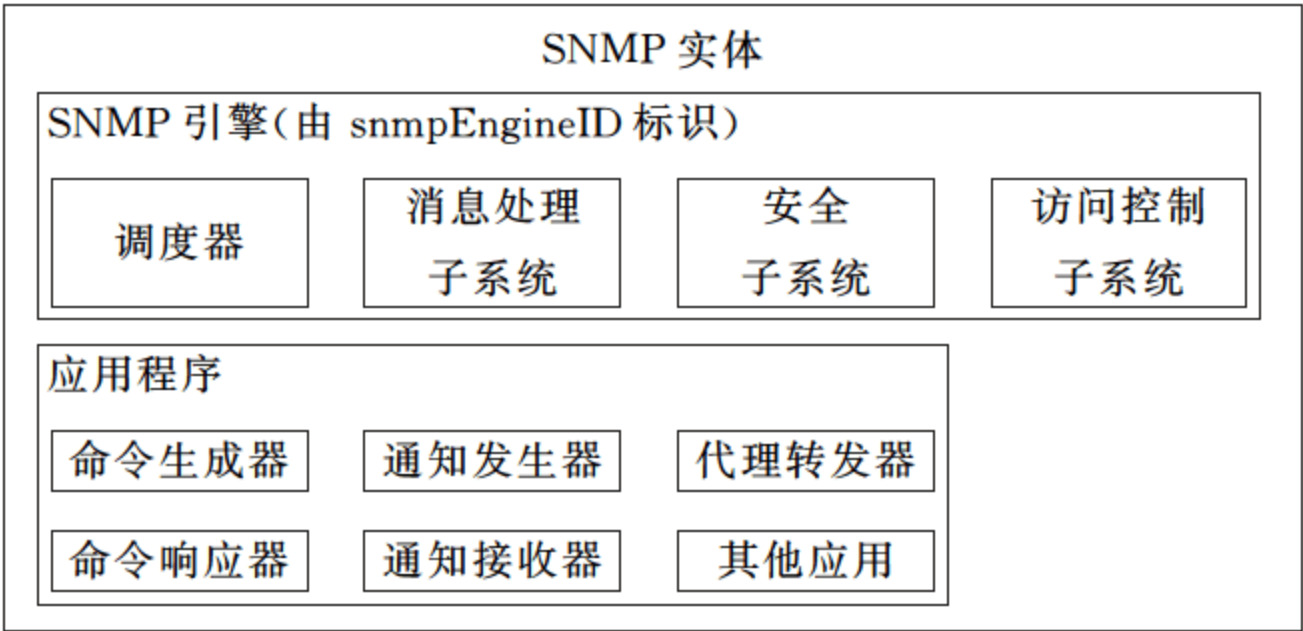 SNMP 实体
SNMP 引擎(由 snmpEngineID 标识)
调度器
消息处理
子系统
安全
子系统
访问控制
子系统
应用程序
命令生成器
通知发生器
代理转发器
命令响应器
通知接收器
其他应用